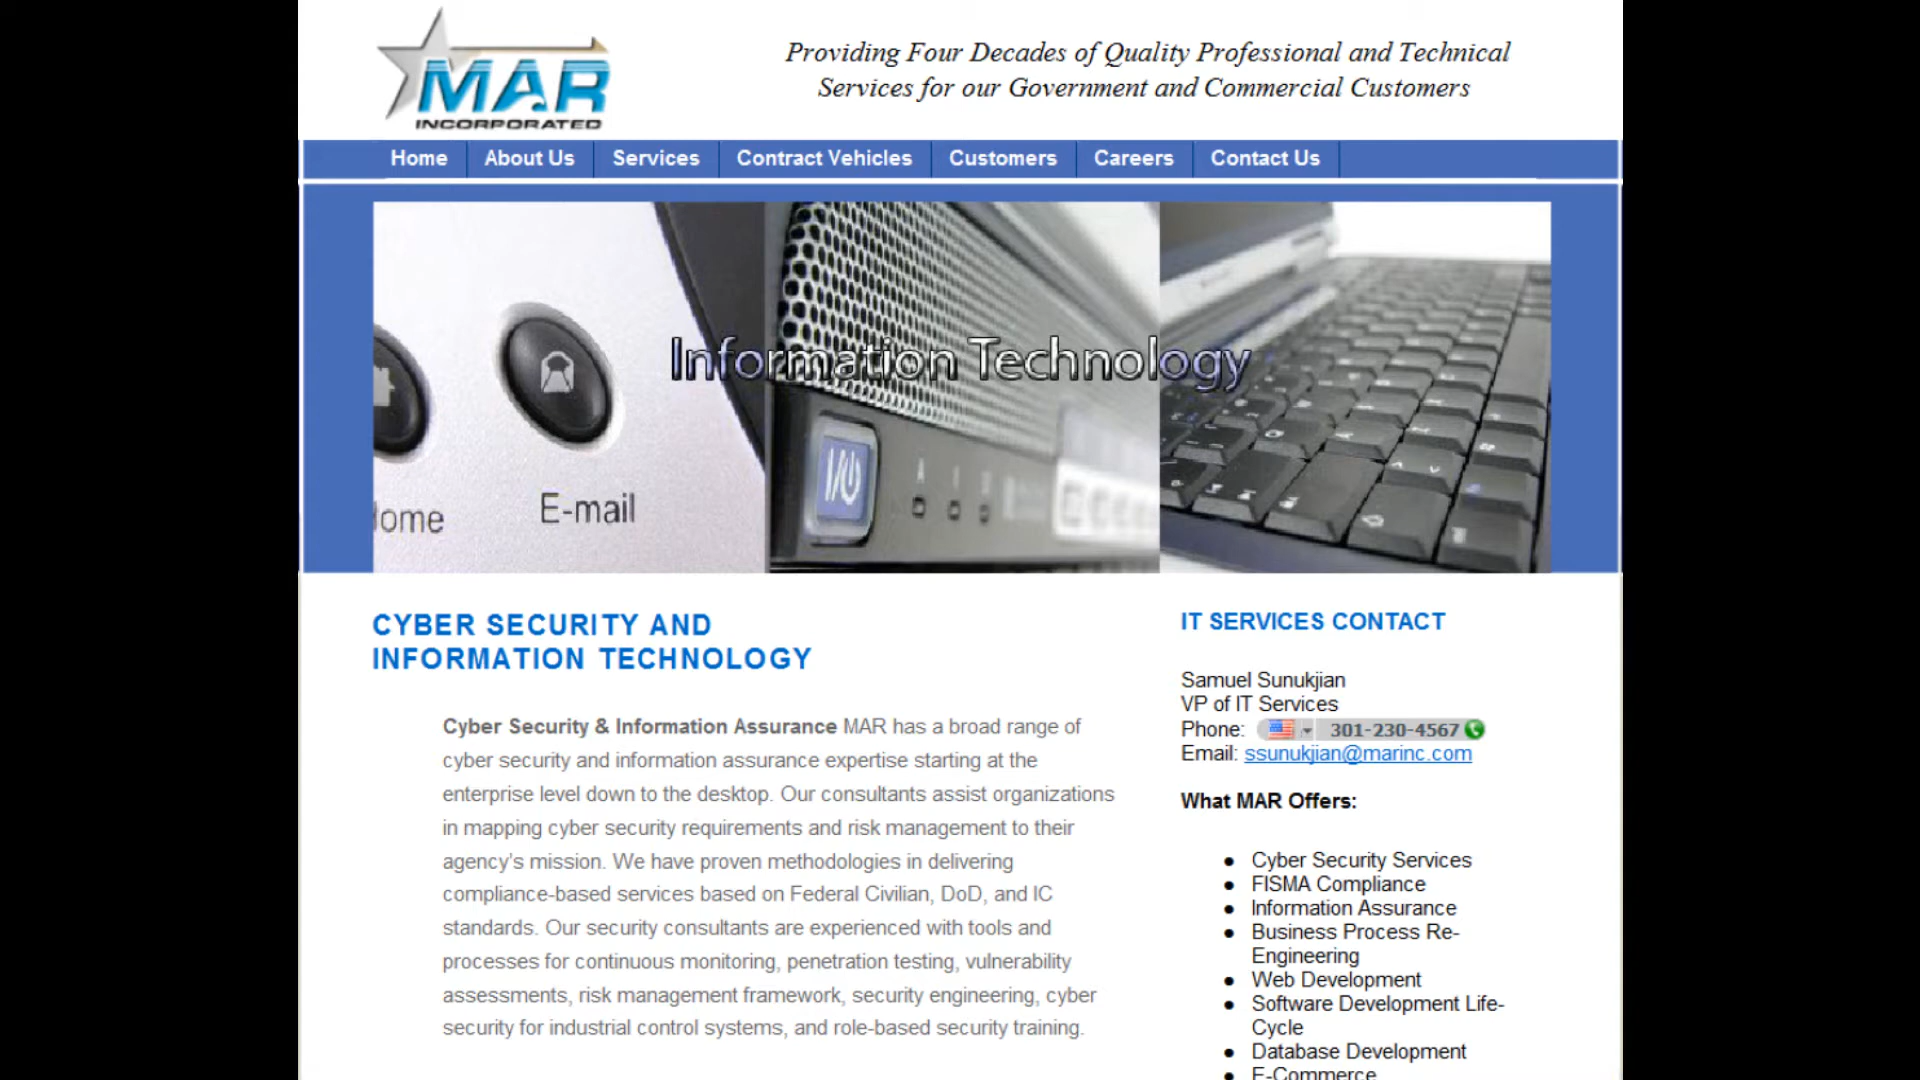 MAR
INCORPORATED
Providing Four Decades of Quality Professional and Technical
Services for our Government and Commercial Customers
Home About Us Services Contract Vehicles Customers Careers Contact Us
Information Technology
ome
E-mail
CYBER SECURITY AND
INFORMATION TECHNOLOGY
Cyber Security & Information Assurance MAR has a broad range of
cyber security and information assurance expertise starting at the
enterprise level down to the desktop. Our consultants assist organizations
in mapping cyber security requirements and risk management to their
agency's mission. We have proven methodologies in delivering
compliance-based services based on Federal Civilian, DoD, and IC
standards. Our security consultants are experienced with tools and
processes for continuous monitoring, penetration testing, vulnerability
assessments, risk management framework, security engineering, cyber
security for industrial control systems, and role-based security training.
IT SERVICES CONTACT
Samuel Sunukjian
VP of IT Services
Phone: 301-230-4567
Email: ssunukjian@marinc.com
What MAR Offers:
● Cyber Security Services
● FISMA Compliance
● Information Assurance
● Business Process Re-
Engineering
● Web Development
● Software Development Life-
Cycle
● Database Development
● E-Commerce